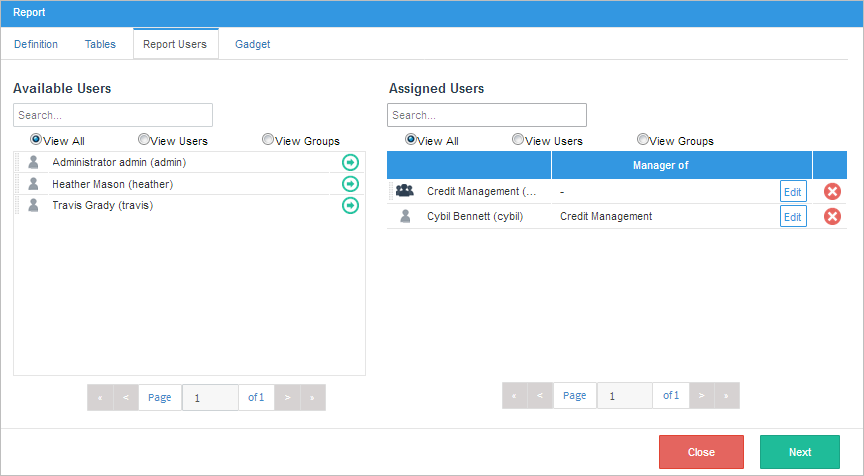 Report
Definition Tables Report Users Gadget
Available Users
Search...
View All View Users View Groups
Administrator admin (admin)
Heather Mason (heather)
Travis Grady (travis)
« < Page 1 of 1 > »
Assigned Users
Search...
View All View Users View Groups
Manager of
Credit Management (... - Edit
Cybil Bennett (cybil) Credit Management Edit
« < Page 1 of 1 > »
Close Next